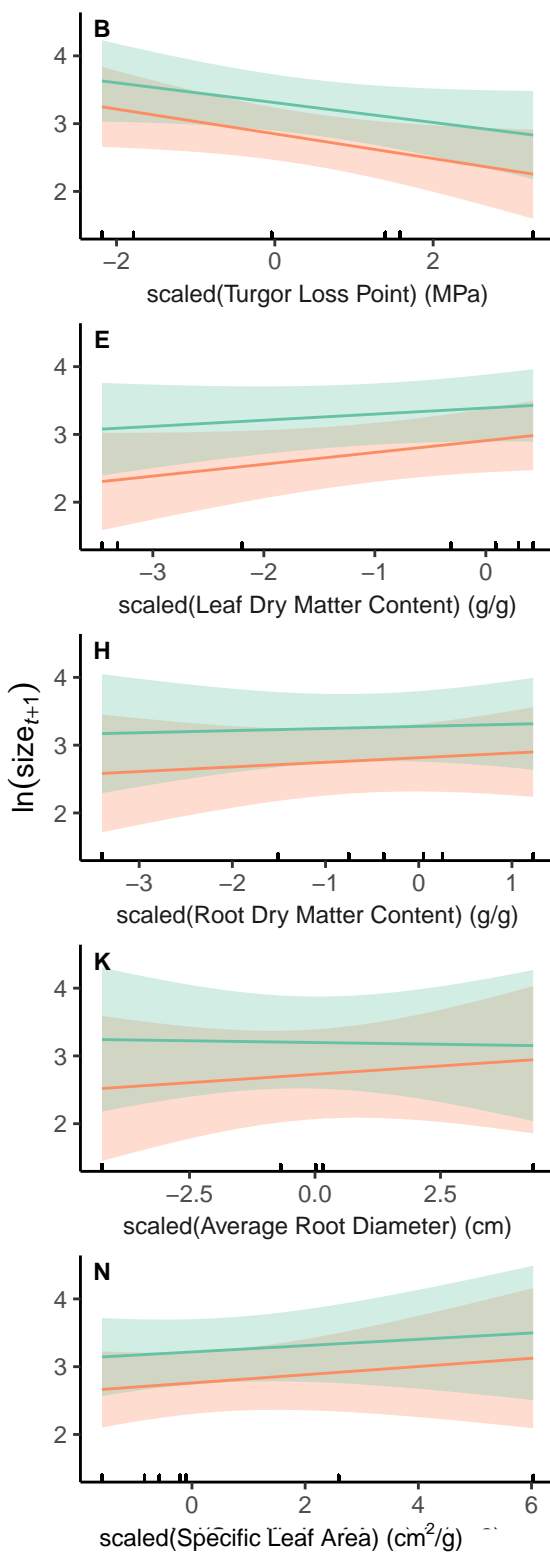 B
4
3
2
−2 0 2
scaled(Turgor Loss Point) (MPa)
E
4
3
2
−3 −2 −1 0
scaled(Leaf Dry Matter Content) (g/g)
H
4
3
2
ln(size_{t+1})
−3 −2 −1 0 1
scaled(Root Dry Matter Content) (g/g)
K
4
3
2
−2.5 0.0 2.5
scaled(Average Root Diameter) (cm)
N
4
3
2
0 2 4 6
scaled(Specific Leaf Area) (cm²/g)